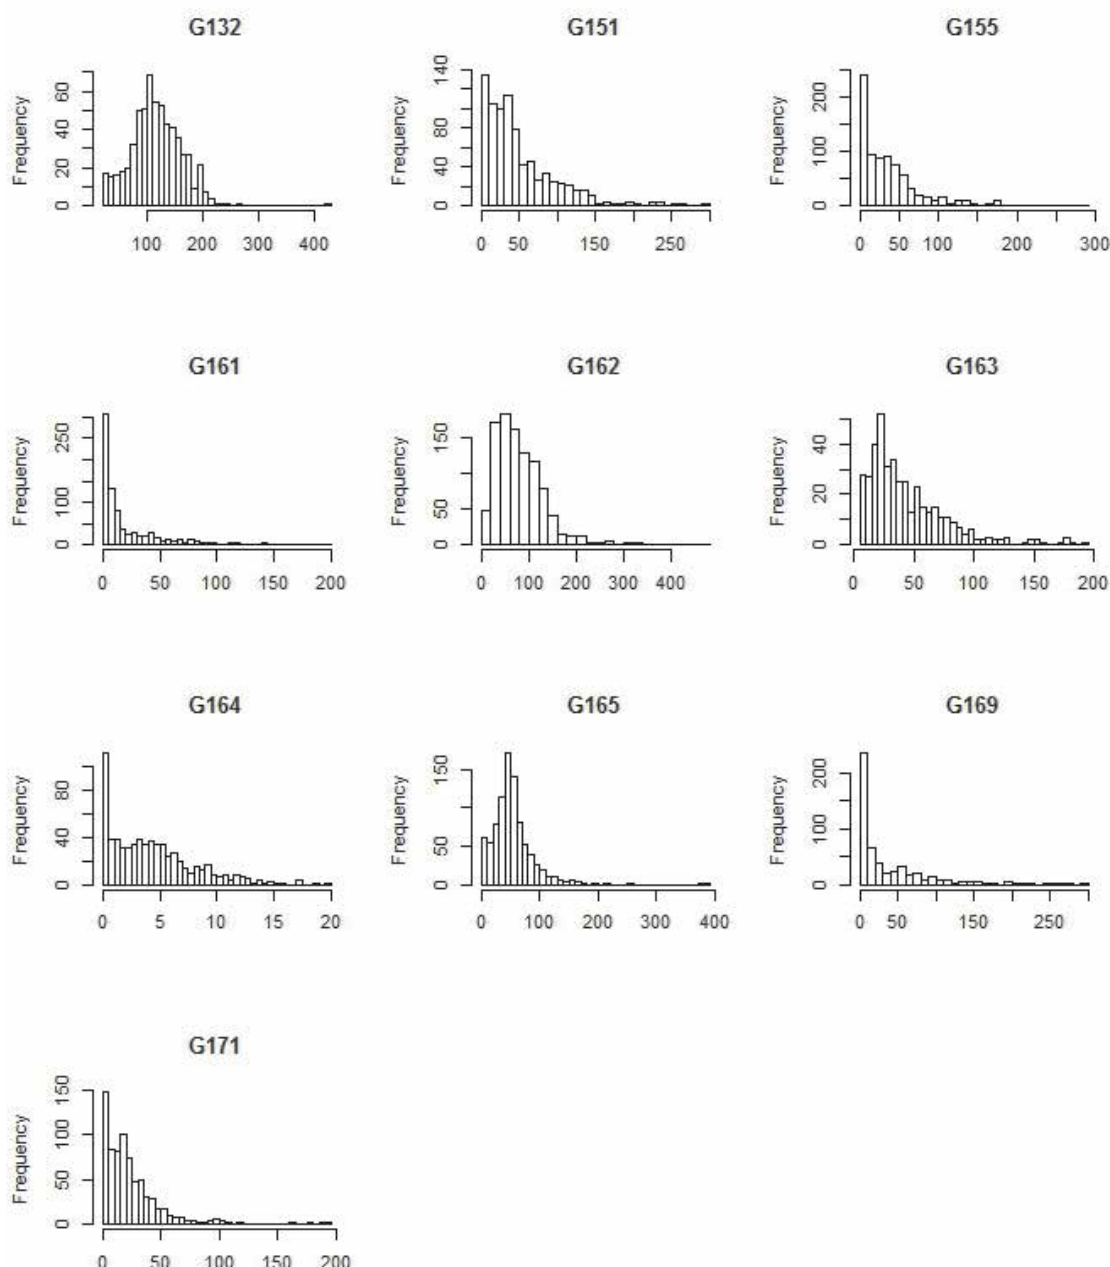 G132 G151 G155
Frequency 0 20 40 60
100 200 300 400
Frequency 0 40 80 140
0 50 150 250
Frequency 0 100 200
0 50 100 200 300
G161 G162 G163
Frequency 0 100 250
0 50 100 150 200
Frequency 0 50 150
0 100 200 300 400
Frequency 0 20 40
0 50 100 150 200
G164 G165 G169
Frequency 0 40 80
0 5 10 15 20
Frequency 0 50 150
0 100 200 300 400
Frequency 0 100 200
0 50 150 250
G171
Frequency 0 50 100 150
0 50 100 150 200